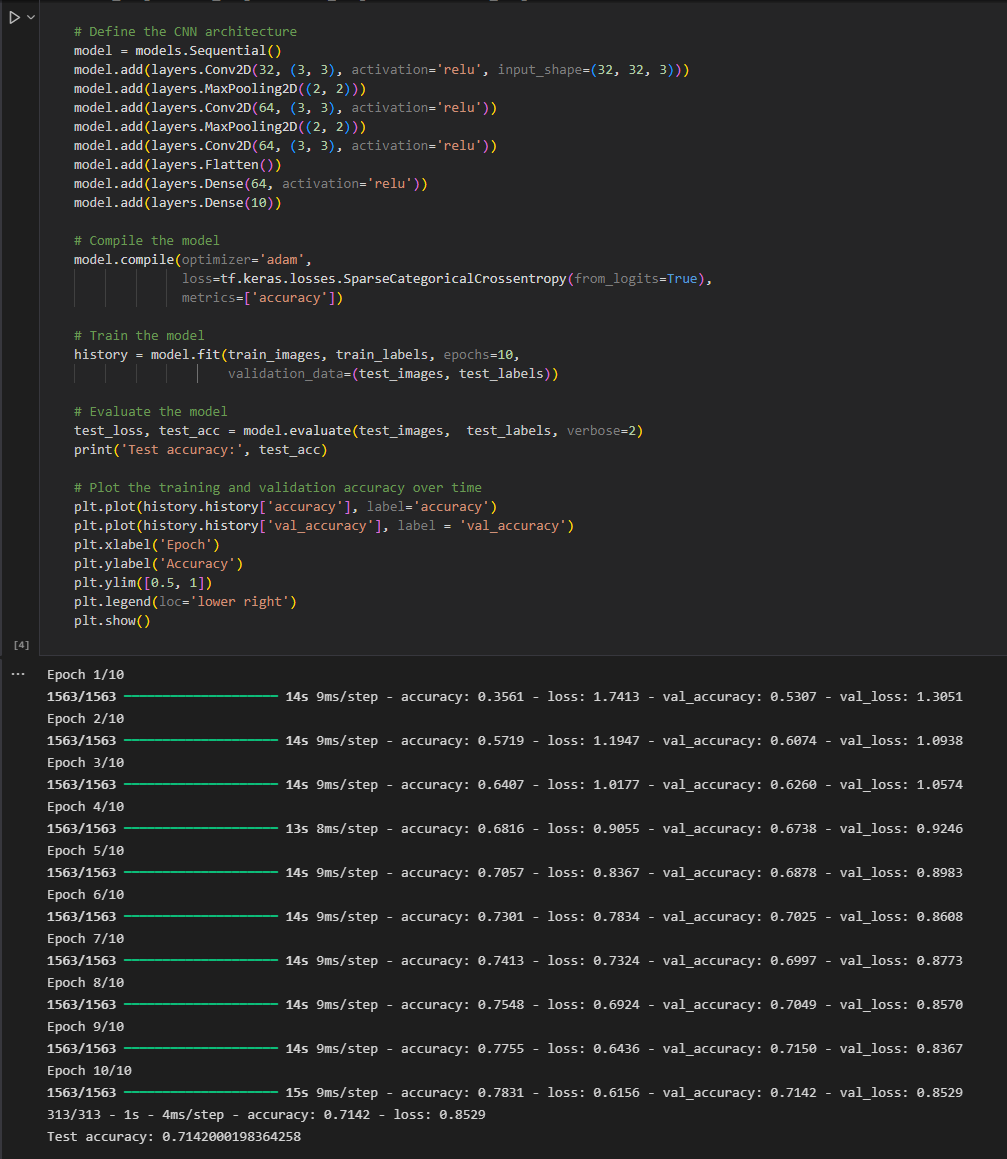 # Define the CNN architecture
model = models.Sequential()
model.add(layers.Conv2D(32, (3, 3), activation='relu', input_shape=(32, 32, 3)))
model.add(layers.MaxPooling2D((2, 2)))
model.add(layers.Conv2D(64, (3, 3), activation='relu'))
model.add(layers.MaxPooling2D((2, 2)))
model.add(layers.Conv2D(64, (3, 3), activation='relu'))
model.add(layers.Flatten())
model.add(layers.Dense(64, activation='relu'))
model.add(layers.Dense(10))
# Compile the model
model.compile(optimizer='adam',
loss=tf.keras.losses.SparseCategoricalCrossentropy(from_logits=True),
metrics=['accuracy'])
# Train the model
history = model.fit(train_images, train_labels, epochs=10,
validation_data=(test_images, test_labels))
# Evaluate the model
test_loss, test_acc = model.evaluate(test_images,  test_labels, verbose=2)
print('Test accuracy:', test_acc)
# Plot the training and validation accuracy over time
plt.plot(history.history['accuracy'], label='accuracy')
plt.plot(history.history['val_accuracy'], label = 'val_accuracy')
plt.xlabel('Epoch')
plt.ylabel('Accuracy')
plt.ylim([0.5, 1])
plt.legend(loc='lower right')
plt.show()
[4]
... Epoch 1/10
1563/1563 14s 9ms/step - accuracy: 0.3561 - loss: 1.7413 - val_accuracy: 0.5307 - val_loss: 1.3051
Epoch 2/10
1563/1563 14s 9ms/step - accuracy: 0.5719 - loss: 1.1947 - val_accuracy: 0.6074 - val_loss: 1.0938
Epoch 3/10
1563/1563 14s 9ms/step - accuracy: 0.6407 - loss: 1.0177 - val_accuracy: 0.6260 - val_loss: 1.0574
Epoch 4/10
1563/1563 13s 8ms/step - accuracy: 0.6816 - loss: 0.9055 - val_accuracy: 0.6738 - val_loss: 0.9246
Epoch 5/10
1563/1563 14s 9ms/step - accuracy: 0.7057 - loss: 0.8367 - val_accuracy: 0.6878 - val_loss: 0.8983
Epoch 6/10
1563/1563 14s 9ms/step - accuracy: 0.7301 - loss: 0.7834 - val_accuracy: 0.7025 - val_loss: 0.8608
Epoch 7/10
1563/1563 14s 9ms/step - accuracy: 0.7413 - loss: 0.7324 - val_accuracy: 0.6997 - val_loss: 0.8773
Epoch 8/10
1563/1563 14s 9ms/step - accuracy: 0.7548 - loss: 0.6924 - val_accuracy: 0.7049 - val_loss: 0.8570
Epoch 9/10
1563/1563 14s 9ms/step - accuracy: 0.7755 - loss: 0.6436 - val_accuracy: 0.7150 - val_loss: 0.8367
Epoch 10/10
1563/1563 15s 9ms/step - accuracy: 0.7831 - loss: 0.6156 - val_accuracy: 0.7142 - val_loss: 0.8529
313/313 - 1s - 4ms/step - accuracy: 0.7142 - loss: 0.8529
Test accuracy: 0.7142000198364258